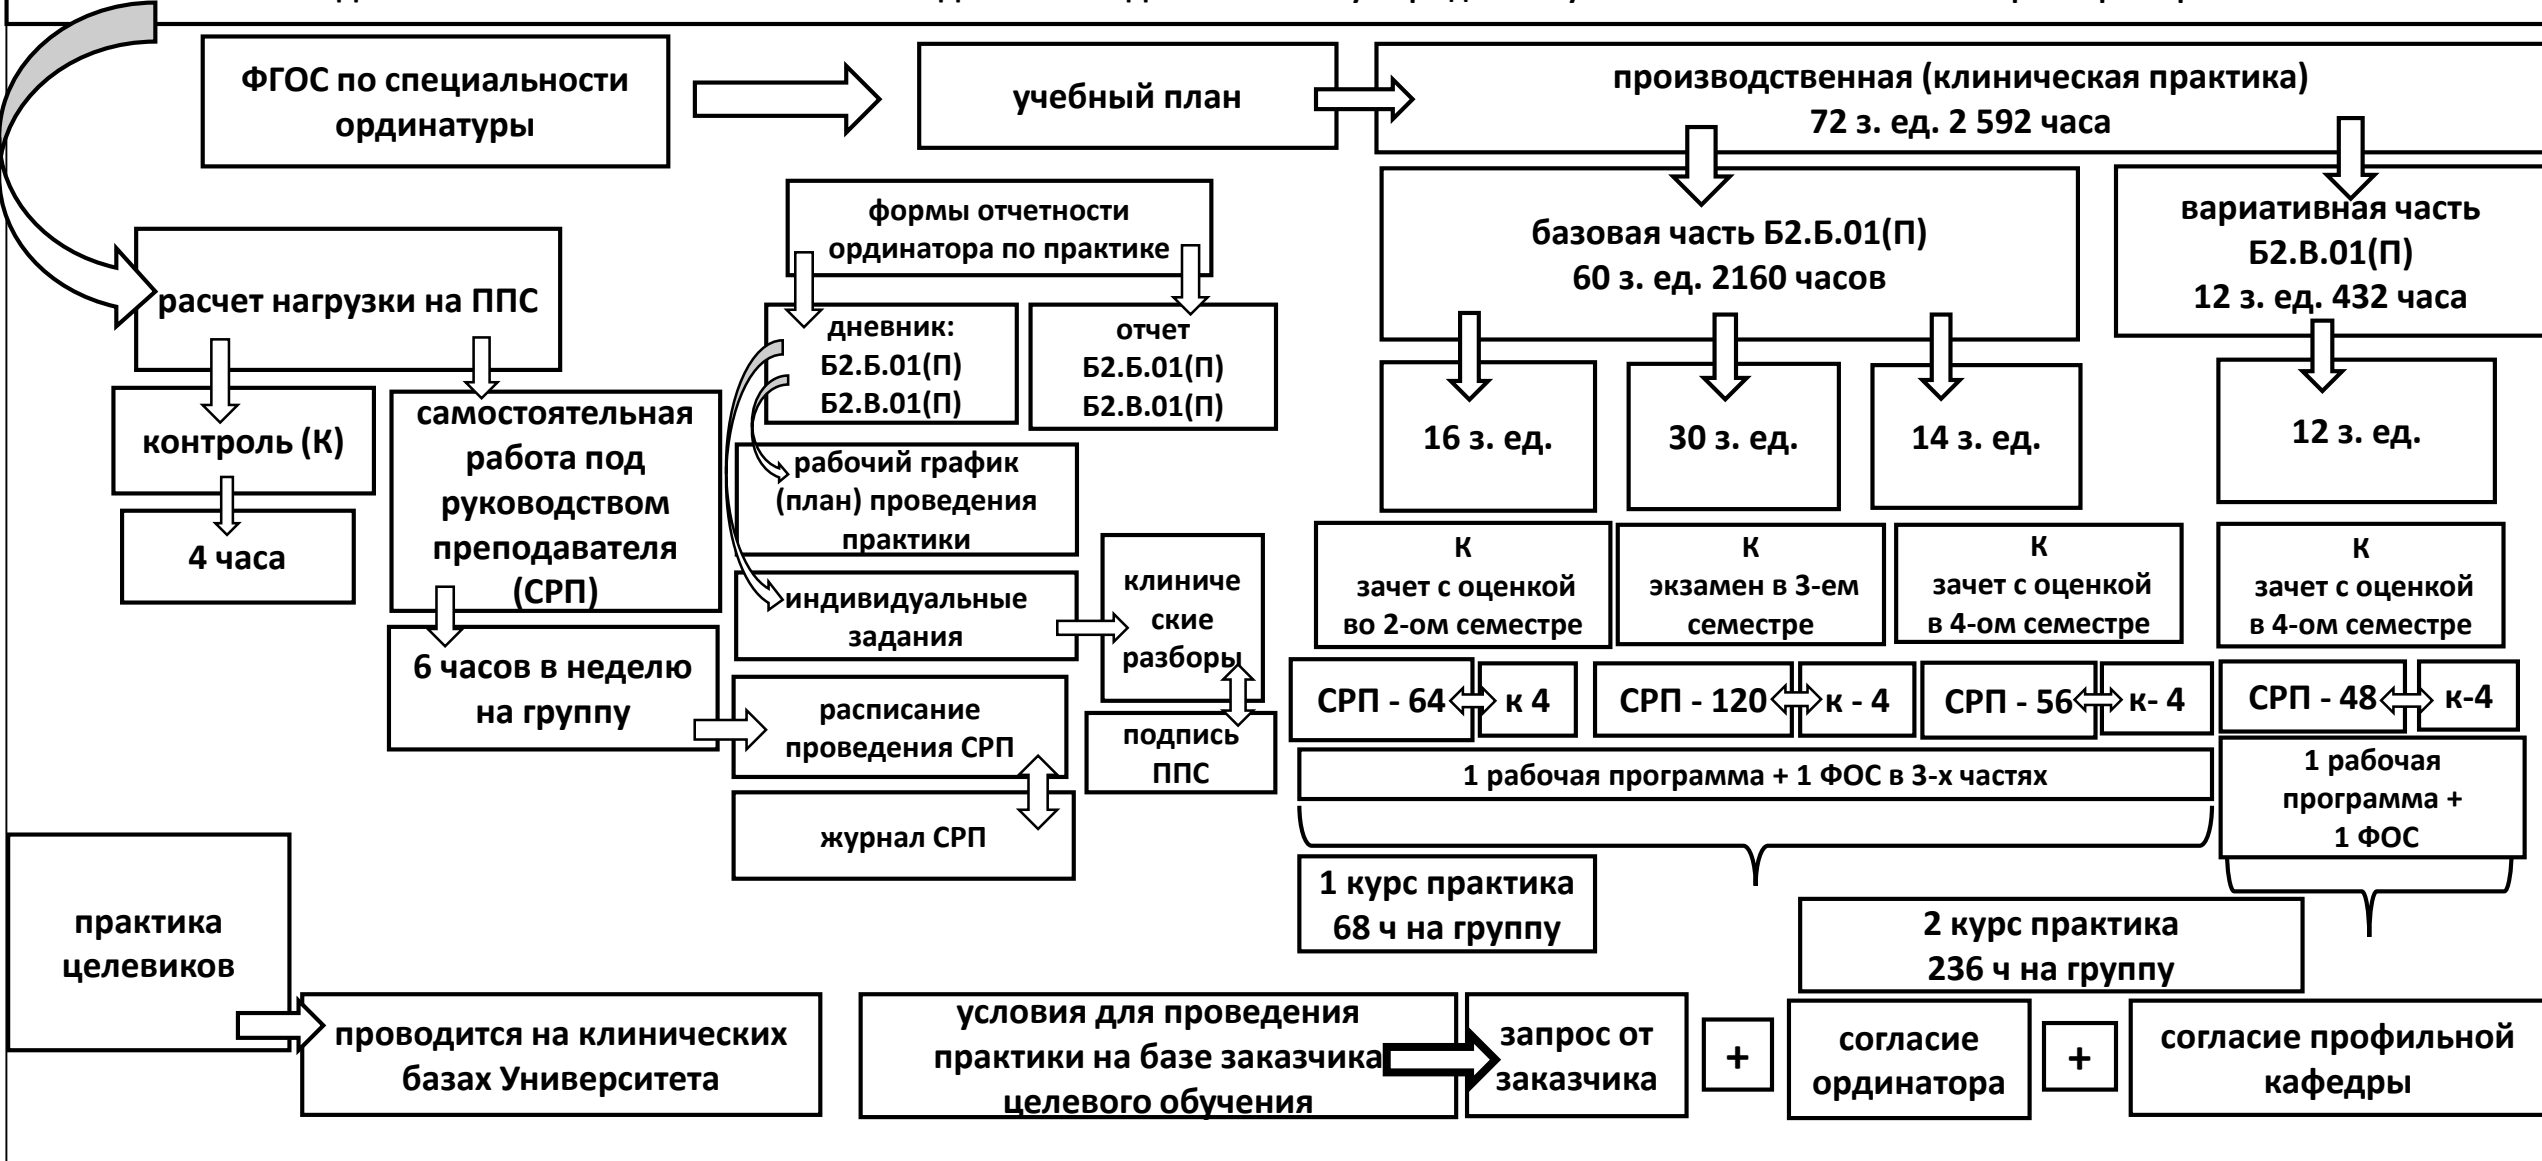 ФГОС по специальности
ординатуры
учебный план
производственная (клиническая практика)
72 з. ед. 2 592 часа
формы отчетности
ординатора по практике
базовая часть Б2.Б.01(П)
60 з. ед. 2160 часов
вариативная часть
Б2.В.01(П)
12 з. ед. 432 часа
расчет нагрузки на ППС
дневник:
Б2.Б.01(П)
Б2.В.01(П)
отчет
Б2.Б.01(П)
Б2.В.01(П)
контроль (К)
4 часа
самостоятельная
работа под
руководством
преподавателя
(СРП)
6 часов в неделю
на группу
рабочий график
(план) проведения
практики
индивидуальные
задания
клиниче
ские
разборы
подпись
ППС
расписание
проведения СРП
журнал СРП
16 з. ед.
30 з. ед.
14 з. ед.
12 з. ед.
К
зачет с оценкой
во 2-ом семестре
К
экзамен в 3-ем
семестре
К
зачет с оценкой
в 4-ом семестре
К
зачет с оценкой
в 4-ом семестре
СРП - 64
к 4
СРП - 120
к - 4
СРП - 56
к- 4
СРП - 48
к-4
1 рабочая программа + 1 ФОС в 3-х частях
1 рабочая
программа +
1 ФОС
1 курс практика
68 ч на группу
2 курс практика
236 ч на группу
практика
целевиков
проводится на клинических
базах Университета
условия для проведения
практики на базе заказчика
целевого обучения
запрос от
заказчика
+
согласие
ординатора
+
согласие профильной
кафедры